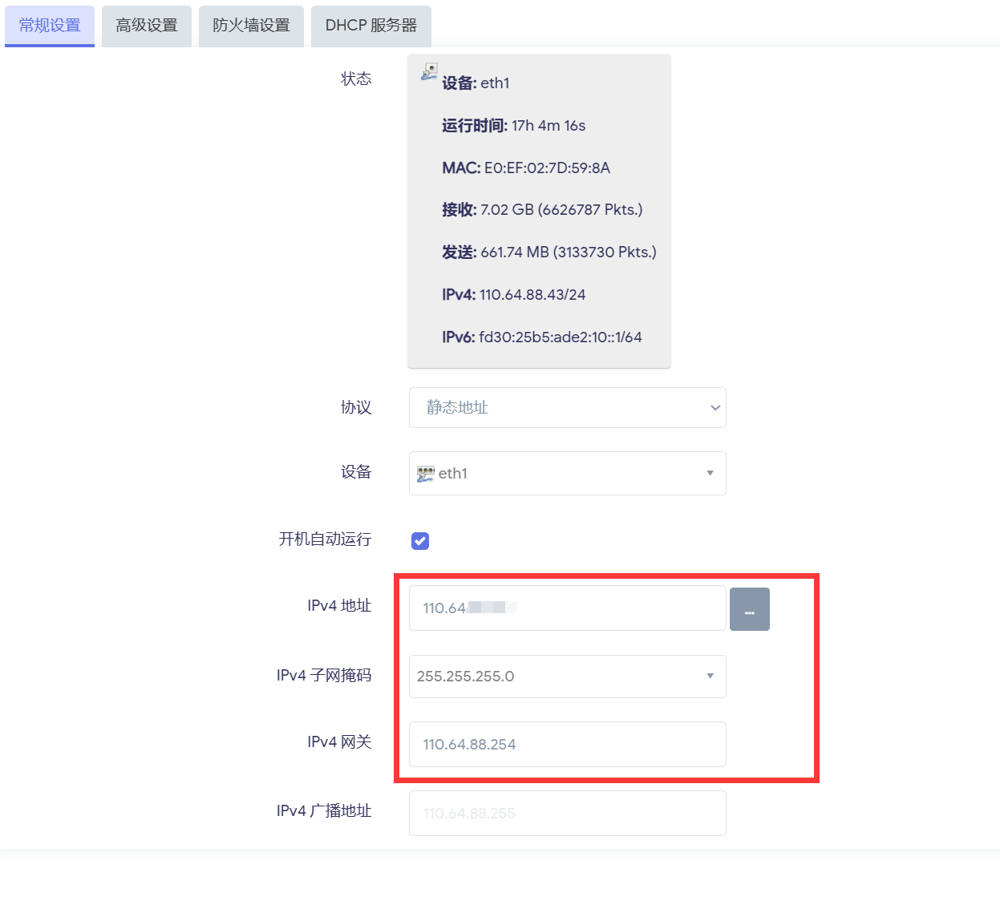 常规设置 高级设置 防火墙设置 DHCP 服务器
状态
设备: eth1
运行时间: 17h 4m 16s
MAC: E0:EF:02:7D:59:8A
接收: 7.02 GB (6626787 Pkts.)
发送: 661.74 MB (3133730 Pkts.)
IPv4: 110.64.88.43/24
IPv6: fd30:25b5:ade2:10::1/64
协议 静态地址
设备 eth1
开机自动运行
IPv4 地址 110.64 ...
IPv4 子网掩码 255.255.255.0
IPv4 网关 110.64.88.254
IPv4 广播地址 110.64.88.255